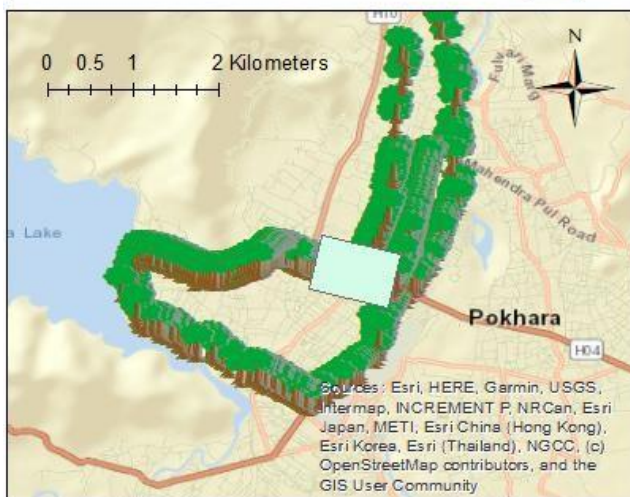 H10
0 0.5 1 2 Kilometers
N
Fulvari Marg
Mahendra Pul Road
a Lake
Pokhara
H04
Sources: Esri, HERE, Garmin, USGS,
Intermap, INCREMENT P, NRCan, Esri
Japan, METI, Esri China (Hong Kong),
Esri Korea, Esri (Thailand), NGCC, (c)
OpenStreetMap contributors, and the
GIS User Community